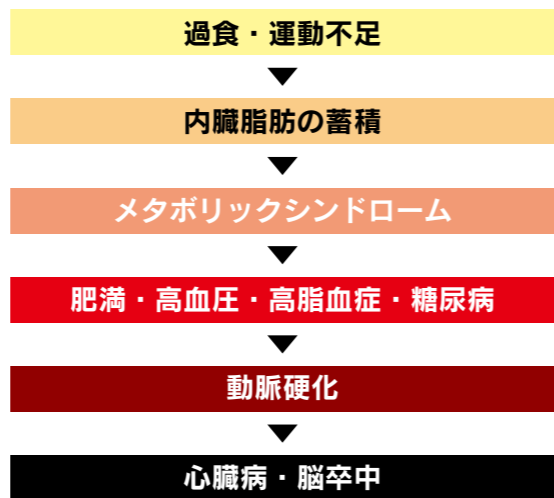 過食・運動不足
内臓脂肪の蓄積
メタボリックシンドローム
肥満・高血圧・高脂血症・糖尿病
動脈硬化
心臓病・脳卒中